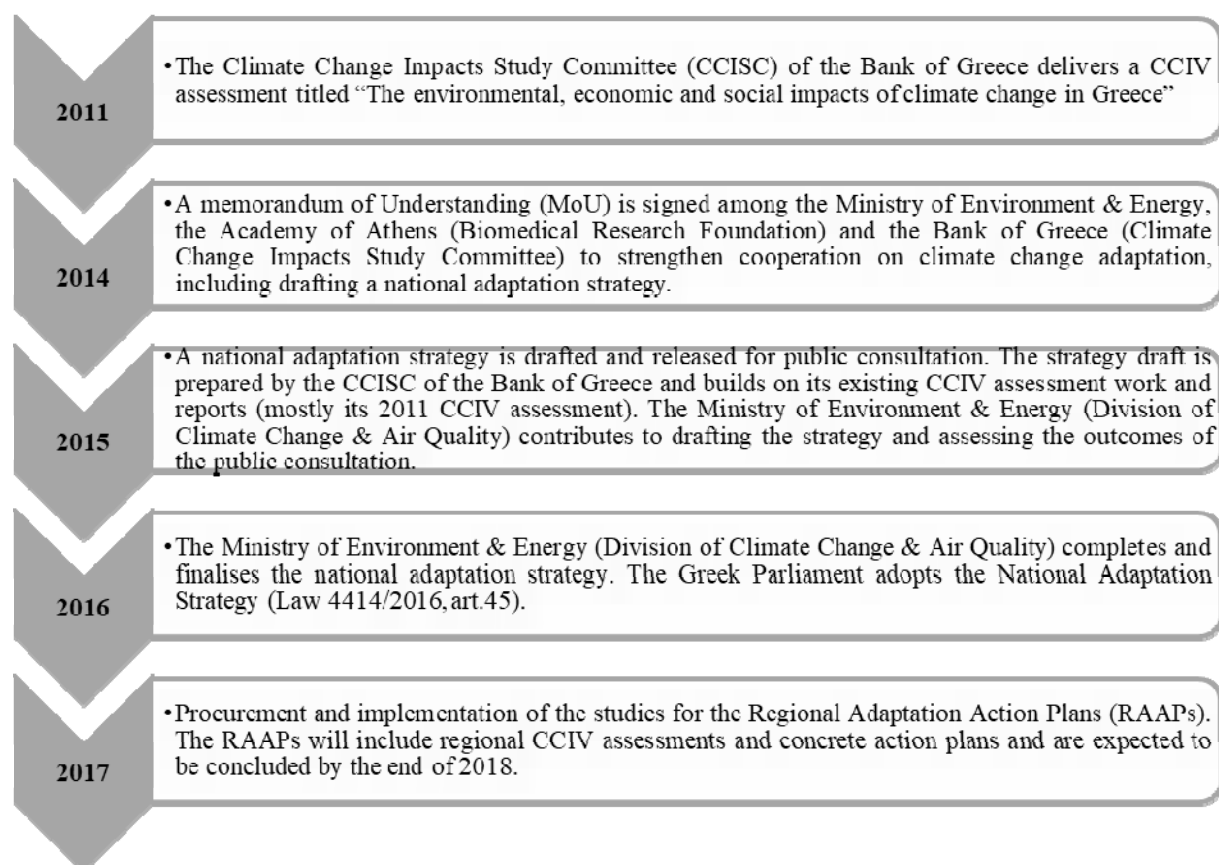 2011
•The Climate Change Impacts Study Committee (CCISC) of the Bank of Greece delivers a CCIV
assessment titled “The environmental, economic and social impacts of climate change in Greece”
2014
•A memorandum of Understanding (MoU) is signed among the Ministry of Environment & Energy,
the Academy of Athens (Biomedical Research Foundation) and the Bank of Greece (Climate
Change Impacts Study Committee) to strengthen cooperation on climate change adaptation,
including drafting a national adaptation strategy.
2015
•A national adaptation strategy is drafted and released for public consultation. The strategy draft is
prepared by the CCISC of the Bank of Greece and builds on its existing CCIV assessment work and
reports (mostly its 2011 CCIV assessment). The Ministry of Environment & Energy (Division of
Climate Change & Air Quality) contributes to drafting the strategy and assessing the outcomes of
the public consultation.
2016
•The Ministry of Environment & Energy (Division of Climate Change & Air Quality) completes and
finalises the national adaptation strategy. The Greek Parliament adopts the National Adaptation
Strategy (Law 4414/2016,art.45).
2017
•Procurement and implementation of the studies for the Regional Adaptation Action Plans (RAAPs).
The RAAPs will include regional CCIV assessments and concrete action plans and are expected to
be concluded by the end of 2018.